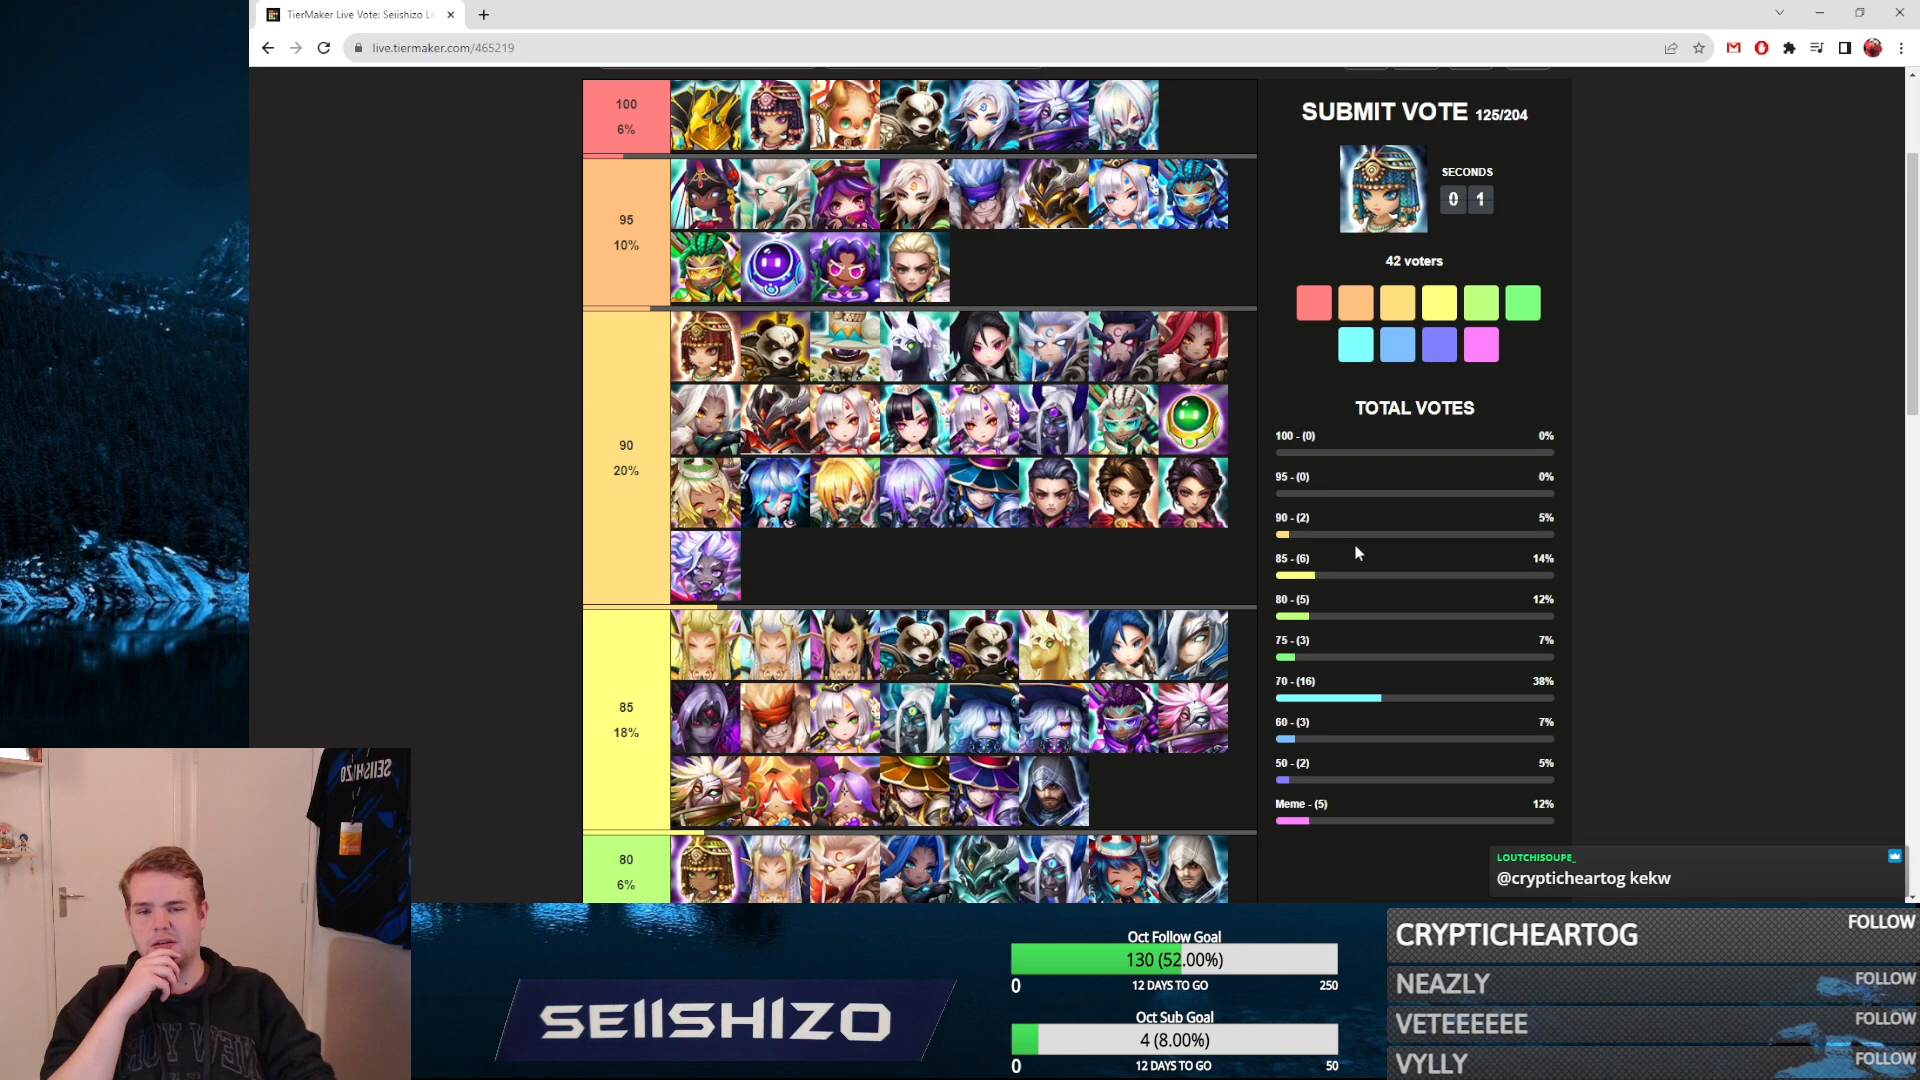 TierMaker Live Vote: Seiishizo Li
live.tiermaker.com/465219
100
6%
95
10%
90
20%
85
18%
80
6%
SUBMIT VOTE 125/204
SECONDS
0 1
42 voters
TOTAL VOTES
100 - (0) 0%
95 - (0) 0%
90 - (2) 5%
85 - (6) 14%
80 - (5) 12%
75 - (3) 7%
70 - (16) 38%
60 - (3) 7%
50 - (2) 5%
Meme - (5) 12%
LOUTCHISOUPE_
@crypticheartog kekw
SEIISHIZO
NEW YOR
SEIISHIZO
Oct Follow Goal
130 (52.00%)
0 12 DAYS TO GO 250
Oct Sub Goal
4 (8.00%)
0 12 DAYS TO GO 50
CRYPTICHEARTOG FOLLOW
NEAZLY FOLLOW
VETEEEEEE FOLLOW
VYLLY FOLLOW